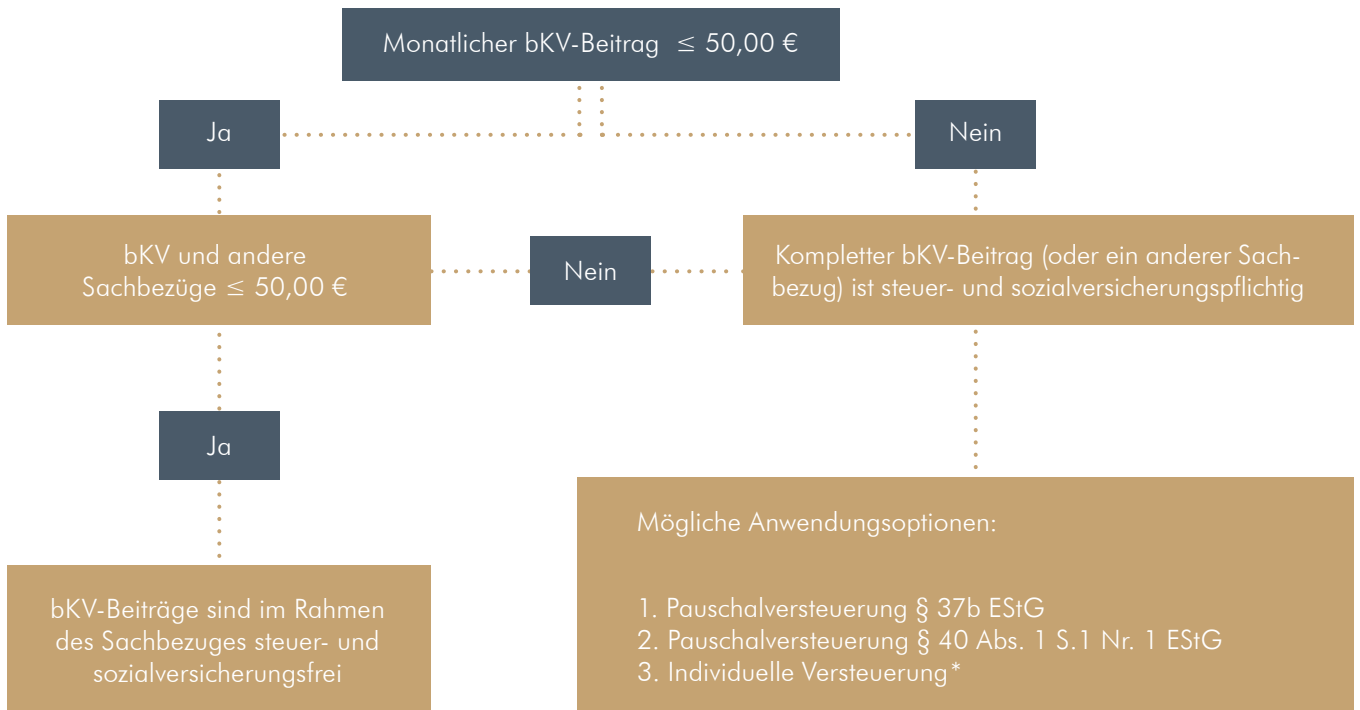 Monatlicher bKV-Beitrag ≤ 50,00 €
Ja
Nein
bKV und andere
Sachbezüge ≤ 50,00 €
Nein
Kompletter bKV-Beitrag (oder ein anderer Sach-
bezug) ist steuer- und sozialversicherungspflichtig
Ja
bKV-Beiträge sind im Rahmen
des Sachbezuges steuer- und
sozialversicherungsfrei
Mögliche Anwendungsoptionen:
1. Pauschalversteuerung § 37b EStG
2. Pauschalversteuerung § 40 Abs. 1 S.1 Nr. 1 EStG
3. Individuelle Versteuerung*